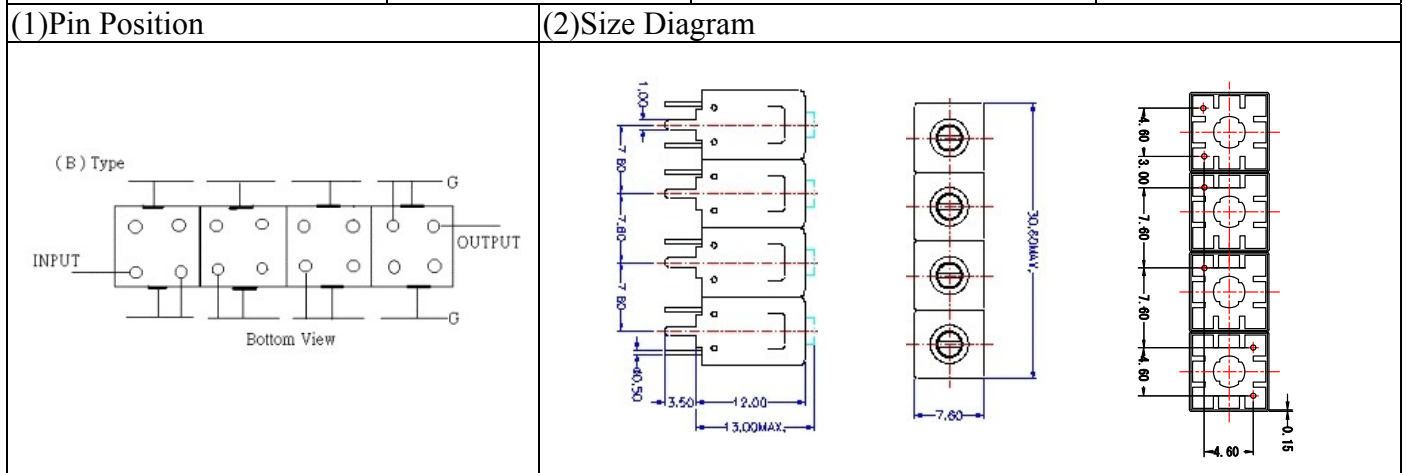 (1)Pin Position
(2)Size Diagram
( B ) Type
G
OUTPUT
INPUT
G
Bottom View
1.00
7.60
7.60
7.60
Φ0.50
3.50
12.00
13.00MAX.
30.60MAX.
7.60
4.60
3.00
7.60
7.60
4.60
4.60
0.15